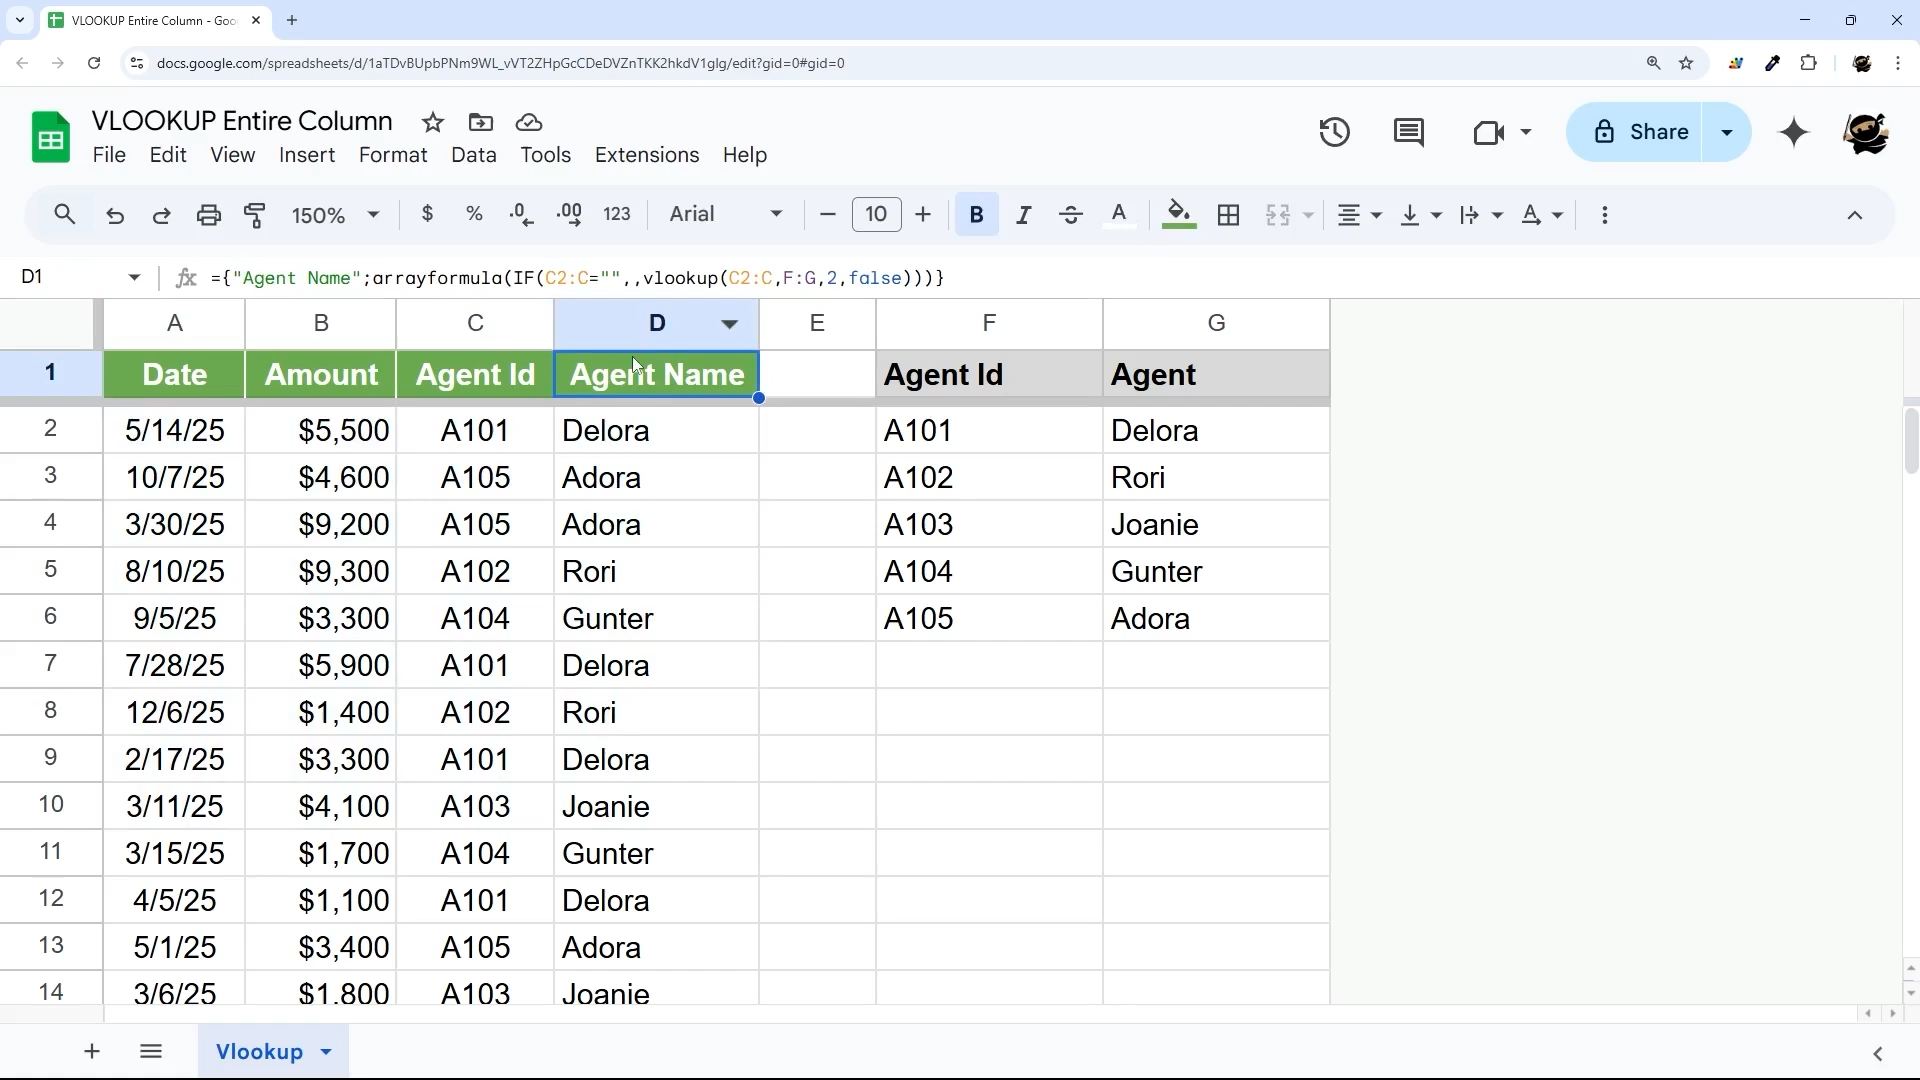 VLOOKUP Entire Column - Goo
docs.google.com/spreadsheets/d/1aTDvBUpbPNm9WL_vVT2ZHpGcCDeDVZnTKK2hkdV1glg/edit?gid=0#gid=0
VLOOKUP Entire Column
File Edit View Insert Format Data Tools Extensions Help
Share
150% $ % .0 .00 123 Arial 10 B I S A A
D1 fx ={"Agent Name";arrayformula(IF(C2:C="",,vlookup(C2:C,F:G,2,false)))}
A B C D E F G
1 Date Amount Agent Id Agent Name Agent Id Agent
2 5/14/25 $5,500 A101 Delora A101 Delora
3 10/7/25 $4,600 A105 Adora A102 Rori
4 3/30/25 $9,200 A105 Adora A103 Joanie
5 8/10/25 $9,300 A102 Rori A104 Gunter
6 9/5/25 $3,300 A104 Gunter A105 Adora
7 7/28/25 $5,900 A101 Delora
8 12/6/25 $1,400 A102 Rori
9 2/17/25 $3,300 A101 Delora
10 3/11/25 $4,100 A103 Joanie
11 3/15/25 $1,700 A104 Gunter
12 4/5/25 $1,100 A101 Delora
13 5/1/25 $3,400 A105 Adora
14 3/6/25 $1,800 A103 Joanie
Vlookup